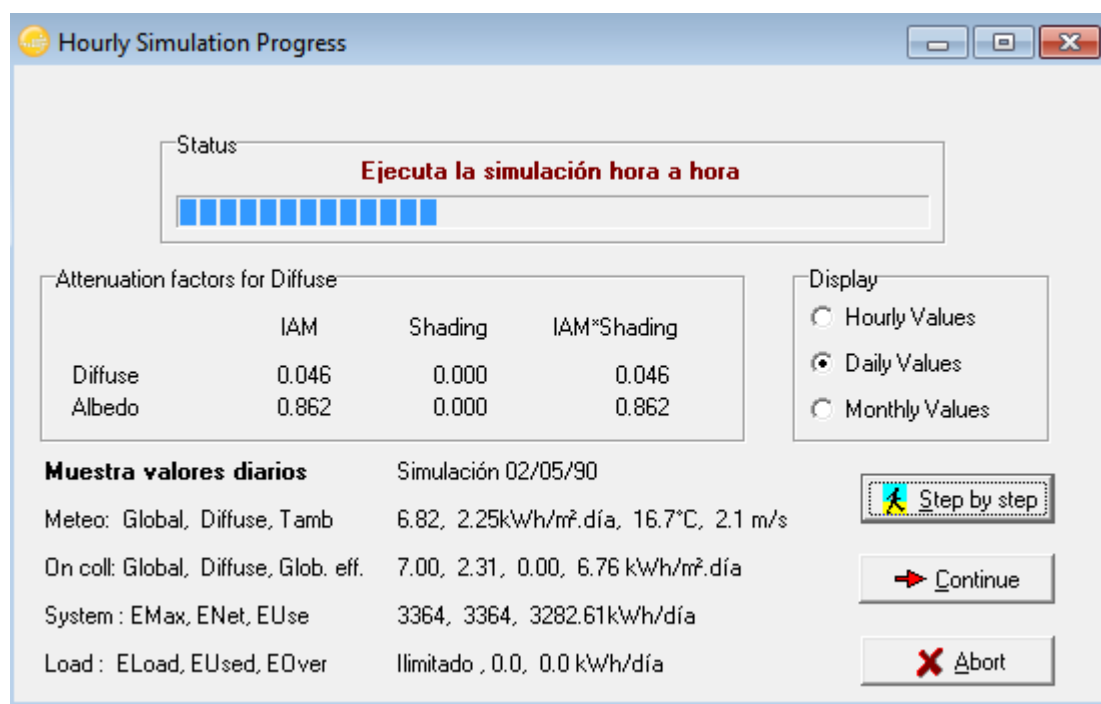 Hourly Simulation Progress
Status
Ejecuta la simulación hora a hora
Attenuation factors for Diffuse
IAM Shading IAM*Shading
Diffuse 0.046 0.000 0.046
Albedo 0.862 0.000 0.862
Display
Hourly Values
Daily Values
Monthly Values
Muestra valores diarios Simulación 02/05/90
Meteo: Global, Diffuse, Tamb 6.82, 2.25kWh/m².día, 16.7°C, 2.1 m/s
On coll: Global, Diffuse, Glob. eff. 7.00, 2.31, 0.00, 6.76 kWh/m².día
System : EMax, ENet, EUse 3364, 3364, 3282.61kWh/día
Load : ELoad, EUsed, EOver Ilimitado , 0.0, 0.0 kWh/día
Step by step
Continue
Abort